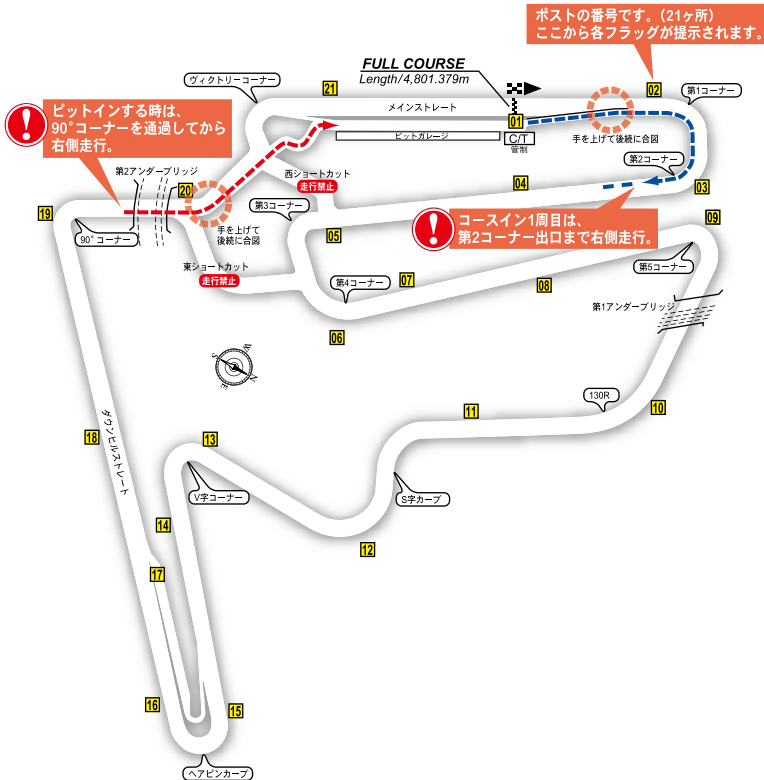 ポストの番号です。(21ヶ所)
ここから各フラッグが提示されます。
FULL COURSE
Length/4,801.379m
ヴィクトリーコーナー
21
02
第1コーナー
メインストレート
01
ピットガレージ
C/T
管制
手を上げて後続に合図
ピットインする時は、
90°コーナーを通過してから
右側走行。
第2コーナー
第2アンダーブリッジ
西ショートカット
走行禁止
04
03
20
19
第3コーナー
09
手を上げて
後続に合図
05
コースイン1周目は、
第2コーナー出口まで右側走行。
90°コーナー
東ショートカット
走行禁止
第5コーナー
第4コーナー
07
08
第1アンダーブリッジ
06
W
S
N
E
130R
11
10
18
ダウンヒルストレート
13
V字コーナー
S字カーブ
14
12
17
16
15
ヘアピンカーブ